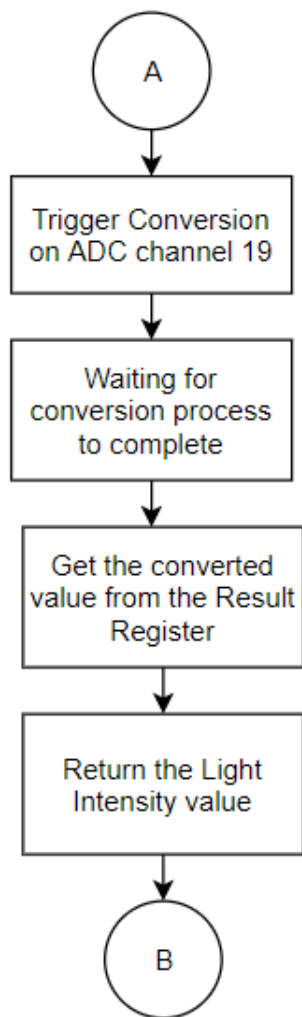 A
Trigger Conversion
on ADC channel 19
Waiting for
conversion process
to complete
Get the converted
value from the Result
Register
Return the Light
Intensity value
B